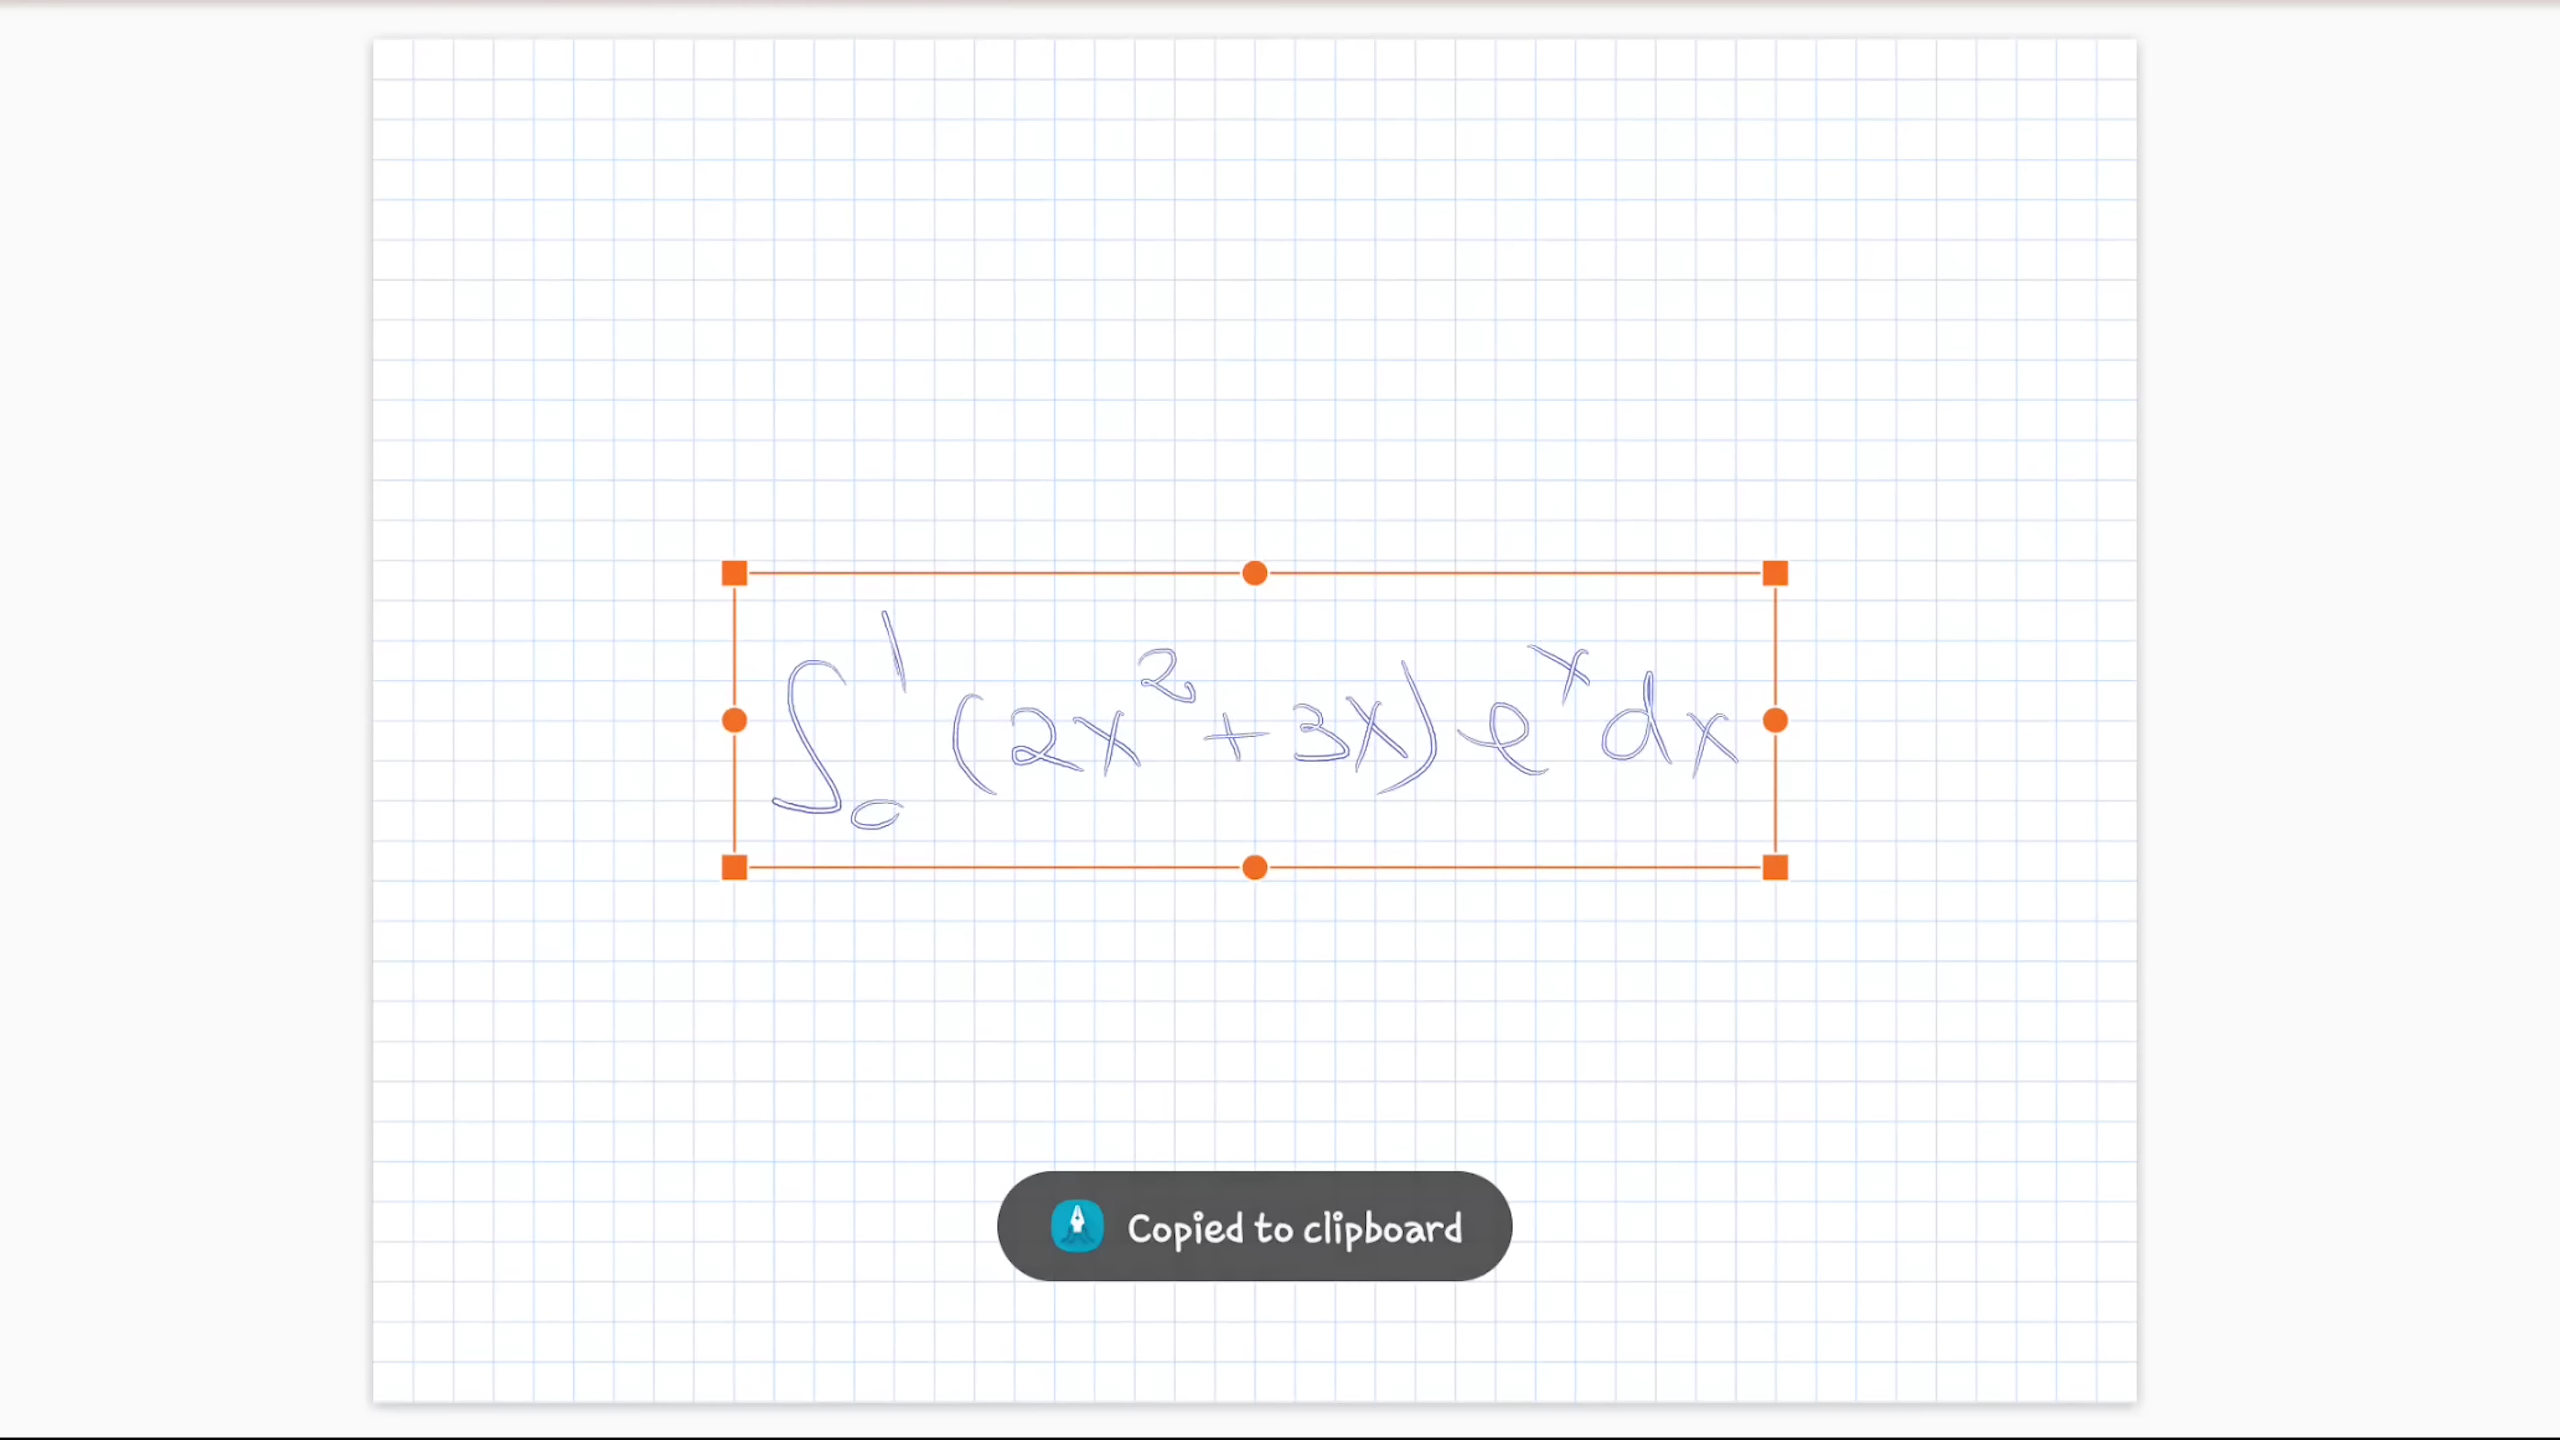 ∫₀¹ (2x² + 3x) eˣ dx
Copied to clipboard